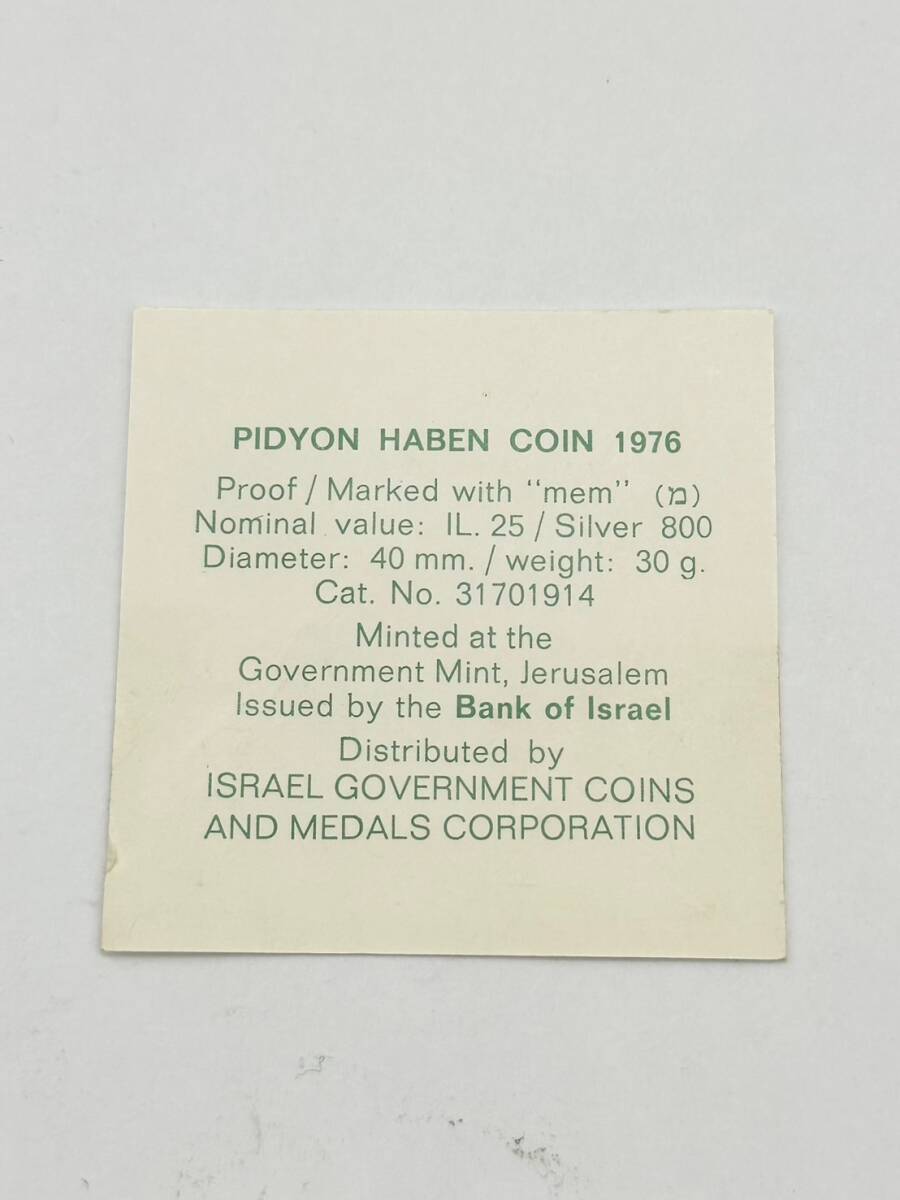 PIDYON HABEN COIN 1976
Proof / Marked with "mem" (מ)
Nominal value: IL. 25 / Silver 800
Diameter: 40 mm. / weight: 30 g.
Cat. No. 31701914
Minted at the
Government Mint, Jerusalem
Issued by the Bank of Israel
Distributed by
ISRAEL GOVERNMENT COINS
AND MEDALS CORPORATION